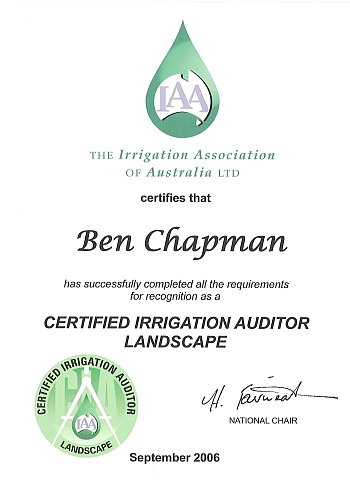 IAA
THE Irrigation Association
OF Australia LTD
certifies that
Ben Chapman
has successfully completed all the requirements
for recognition as a
CERTIFIED IRRIGATION AUDITOR
LANDSCAPE
CERTIFIED IRRIGATION AUDITOR
CIA
IAA
LANDSCAPE
NATIONAL CHAIR
September 2006